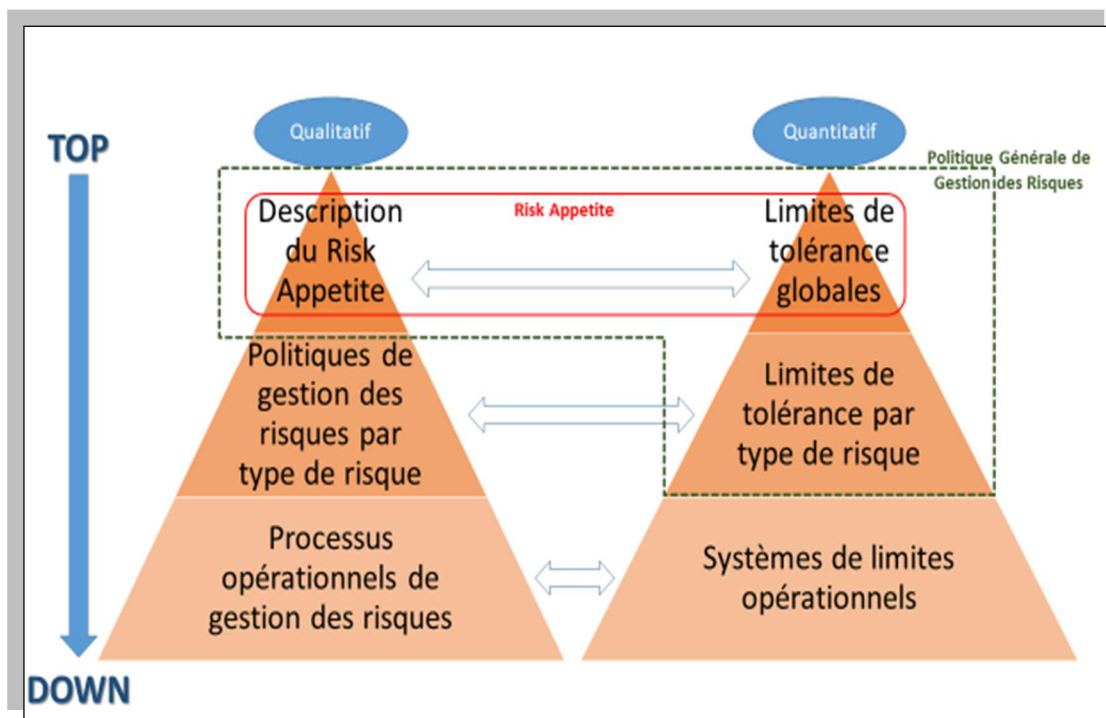 TOP
Qualitatif
Quantitatif
Politique Générale de
Gestion des Risques
Risk Appetite
Description
du Risk
Appetite
Limites de
tolérance
globales
Politiques de
gestion des
risques par
type de risque
Limites de
tolérance par
type de risque
Processus
opérationnels de
gestion des risques
Systèmes de limites
opérationnels
DOWN